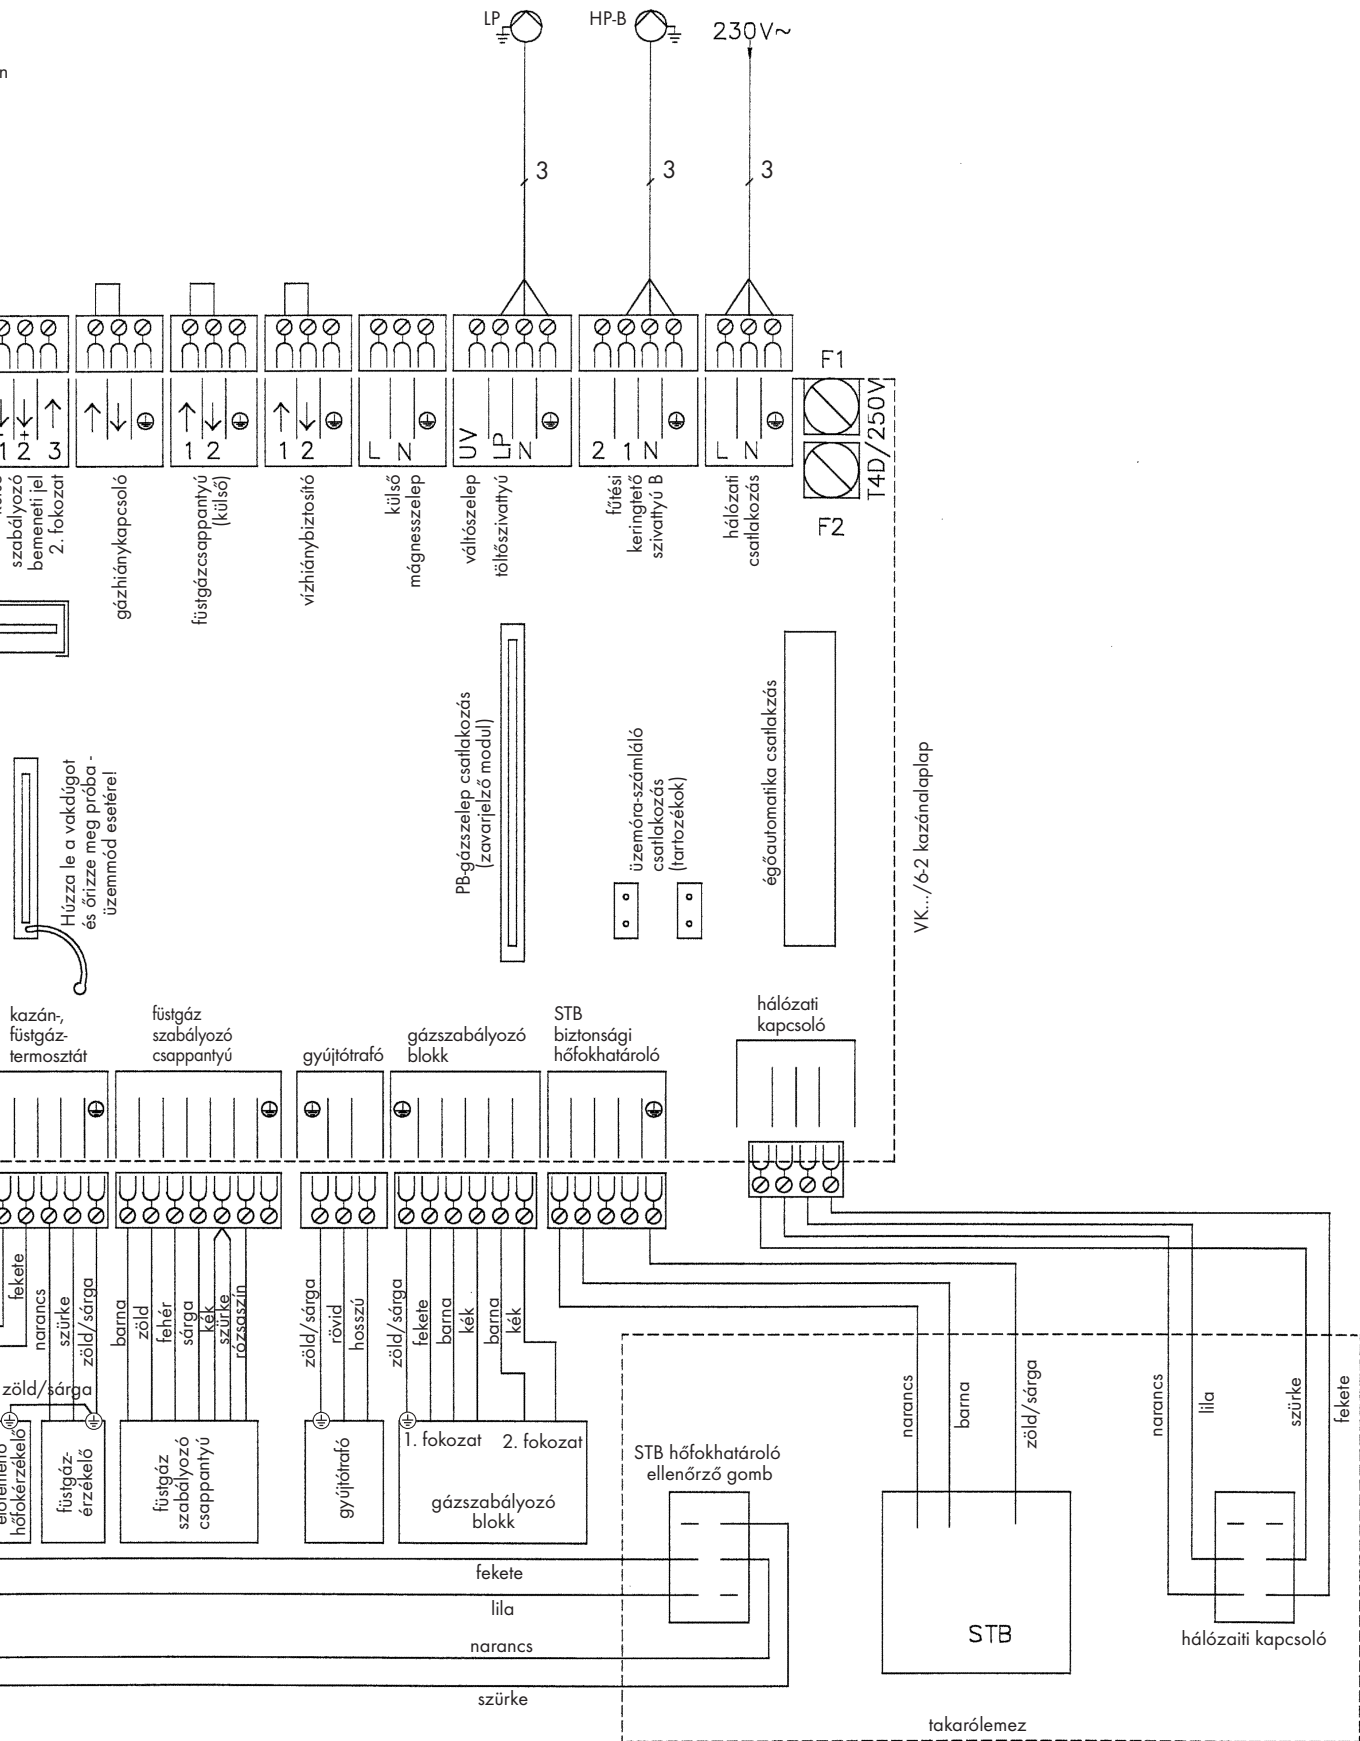 LP
HP-B
230V~
n
3
3
3
F1
T4D/250V
F2
1
2
+
3
1 2
1 2
L N
UV
LP
N
2 1 N
L N
szabályozó
bemeneti jel
2. fokozat
gázhiánykapcsoló
füstgázcsappantyú
(külső)
vízhiánybiztosító
külső
mágnesszelep
váltószelep
töltőszivattyú
fűtési
keringtető
szivattyú B
hálózati
csatlakozás
Húzza le a vakdúgot
és őrizze meg próba -
üzemmód esetére!
PB-gázszelep csatlakozás
(zavarjelző modul)
üzemóra-számláló
csatlakozás
(tartozékok)
égőautomatika csatlakzás
VK.../6-2 kazánalaplap
kazán-,
füstgáz-
termosztát
füstgáz
szabályozó
csappantyú
gyújtótrafó
gázszabályozó
blokk
STB
biztonsági
hőfokhatároló
hálózati
kapcsoló
fekete
narancs
szürke
zöld/sárga
barna
zöld
fehér
sárga
kék
szürke
rózsaszín
zöld/sárga
rövid
hosszú
zöld/sárga
fekete
barna
kék
barna
kék
zöld/sárga
hőfokérzékelő
füstgáz-
érzékelő
füstgáz
szabályozó
csappantyú
gyújtótrafó
1. fokozat
2. fokozat
gázszabályozó
blokk
STB hőfokhatároló
ellenőrző gomb
narancs
barna
zöld/sárga
narancs
lila
szürke
fekete
STB
hálózaiti kapcsoló
fekete
lila
narancs
szürke
takarólemez